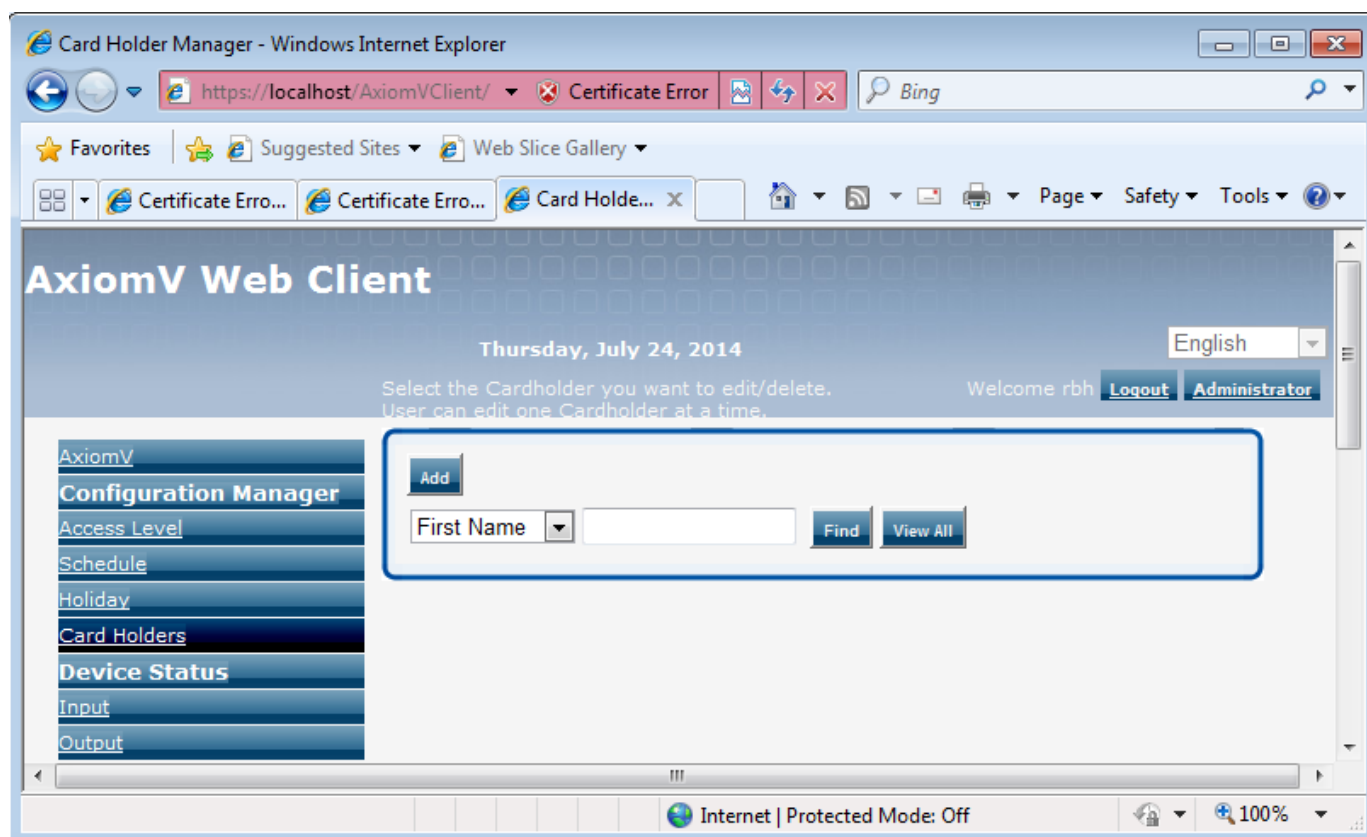 Card Holder Manager - Windows Internet Explorer
https://localhost/AxiomVClient/ Certificate Error Bing
Favorites Suggested Sites Web Slice Gallery
Certificate Erro... Certificate Erro... Card Holde... X Page Safety Tools
AxiomV Web Client
Thursday, July 24, 2014
English
Select the Cardholder you want to edit/delete.
User can edit one Cardholder at a time.
Welcome rbh Logout Administrator
AxiomV
Configuration Manager
Access Level
Schedule
Holiday
Card Holders
Device Status
Input
Output
Add
First Name Find View All
Internet | Protected Mode: Off 100%